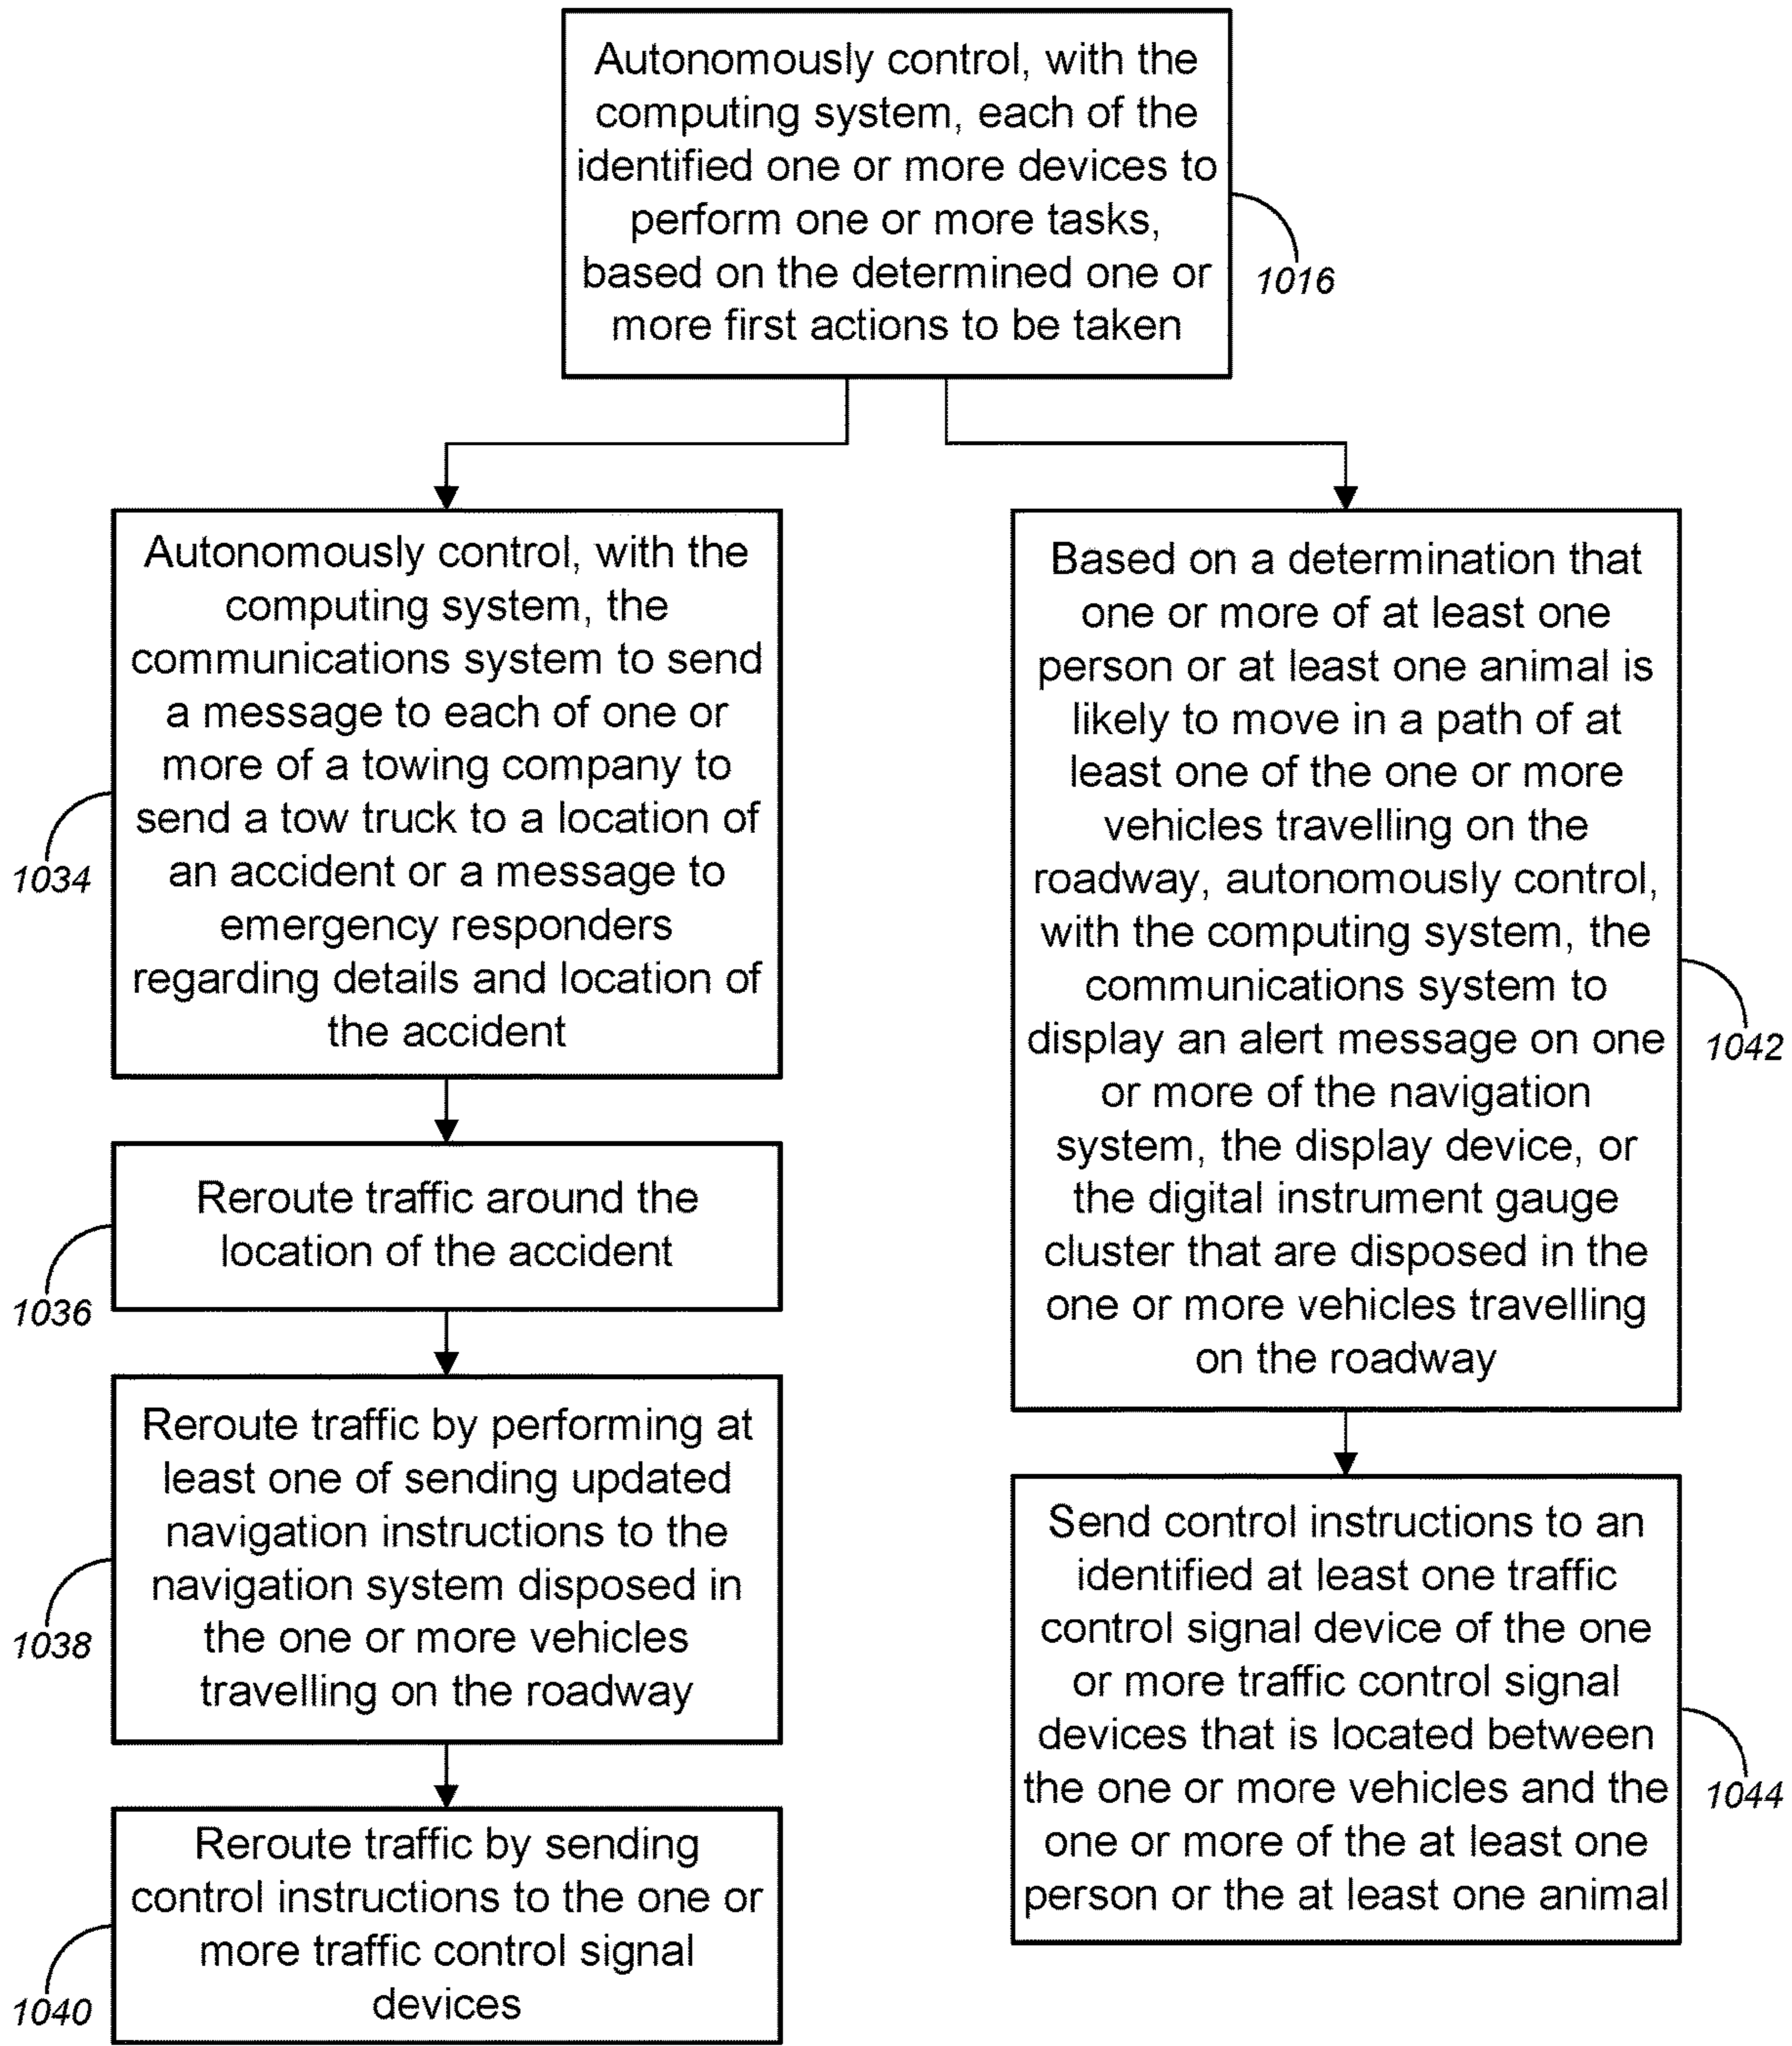 Autonomously control, with the
computing system, each of the
identified one or more devices to
perform one or more tasks,
based on the determined one or
more first actions to be taken
1016
Autonomously control, with the
computing system, the
communications system to send
a message to each of one or
more of a towing company to
send a tow truck to a location of
an accident or a message to
emergency responders
regarding details and location of
the accident
1034
Reroute traffic around the
location of the accident
1036
Reroute traffic by performing at
least one of sending updated
navigation instructions to the
navigation system disposed in
the one or more vehicles
travelling on the roadway
1038
Reroute traffic by sending
control instructions to the one or
more traffic control signal
devices
1040
Based on a determination that
one or more of at least one
person or at least one animal is
likely to move in a path of at
least one of the one or more
vehicles travelling on the
roadway, autonomously control,
with the computing system, the
communications system to
display an alert message on one
or more of the navigation
system, the display device, or
the digital instrument gauge
cluster that are disposed in the
one or more vehicles travelling
on the roadway
1042
Send control instructions to an
identified at least one traffic
control signal device of the one
or more traffic control signal
devices that is located between
the one or more vehicles and the
one or more of the at least one
person or the at least one animal
1044